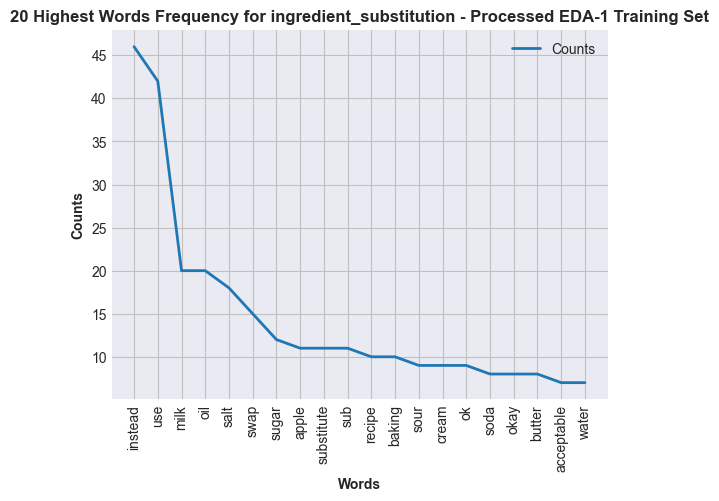 20 Highest Words Frequency for ingredient_substitution - Processed EDA-1 Training Set
Counts
45
40
35
30
25
20
15
10
Counts
instead
use
milk
oil
salt
swap
sugar
apple
substitute
sub
recipe
baking
sour
cream
ok
soda
okay
butter
acceptable
water
Words